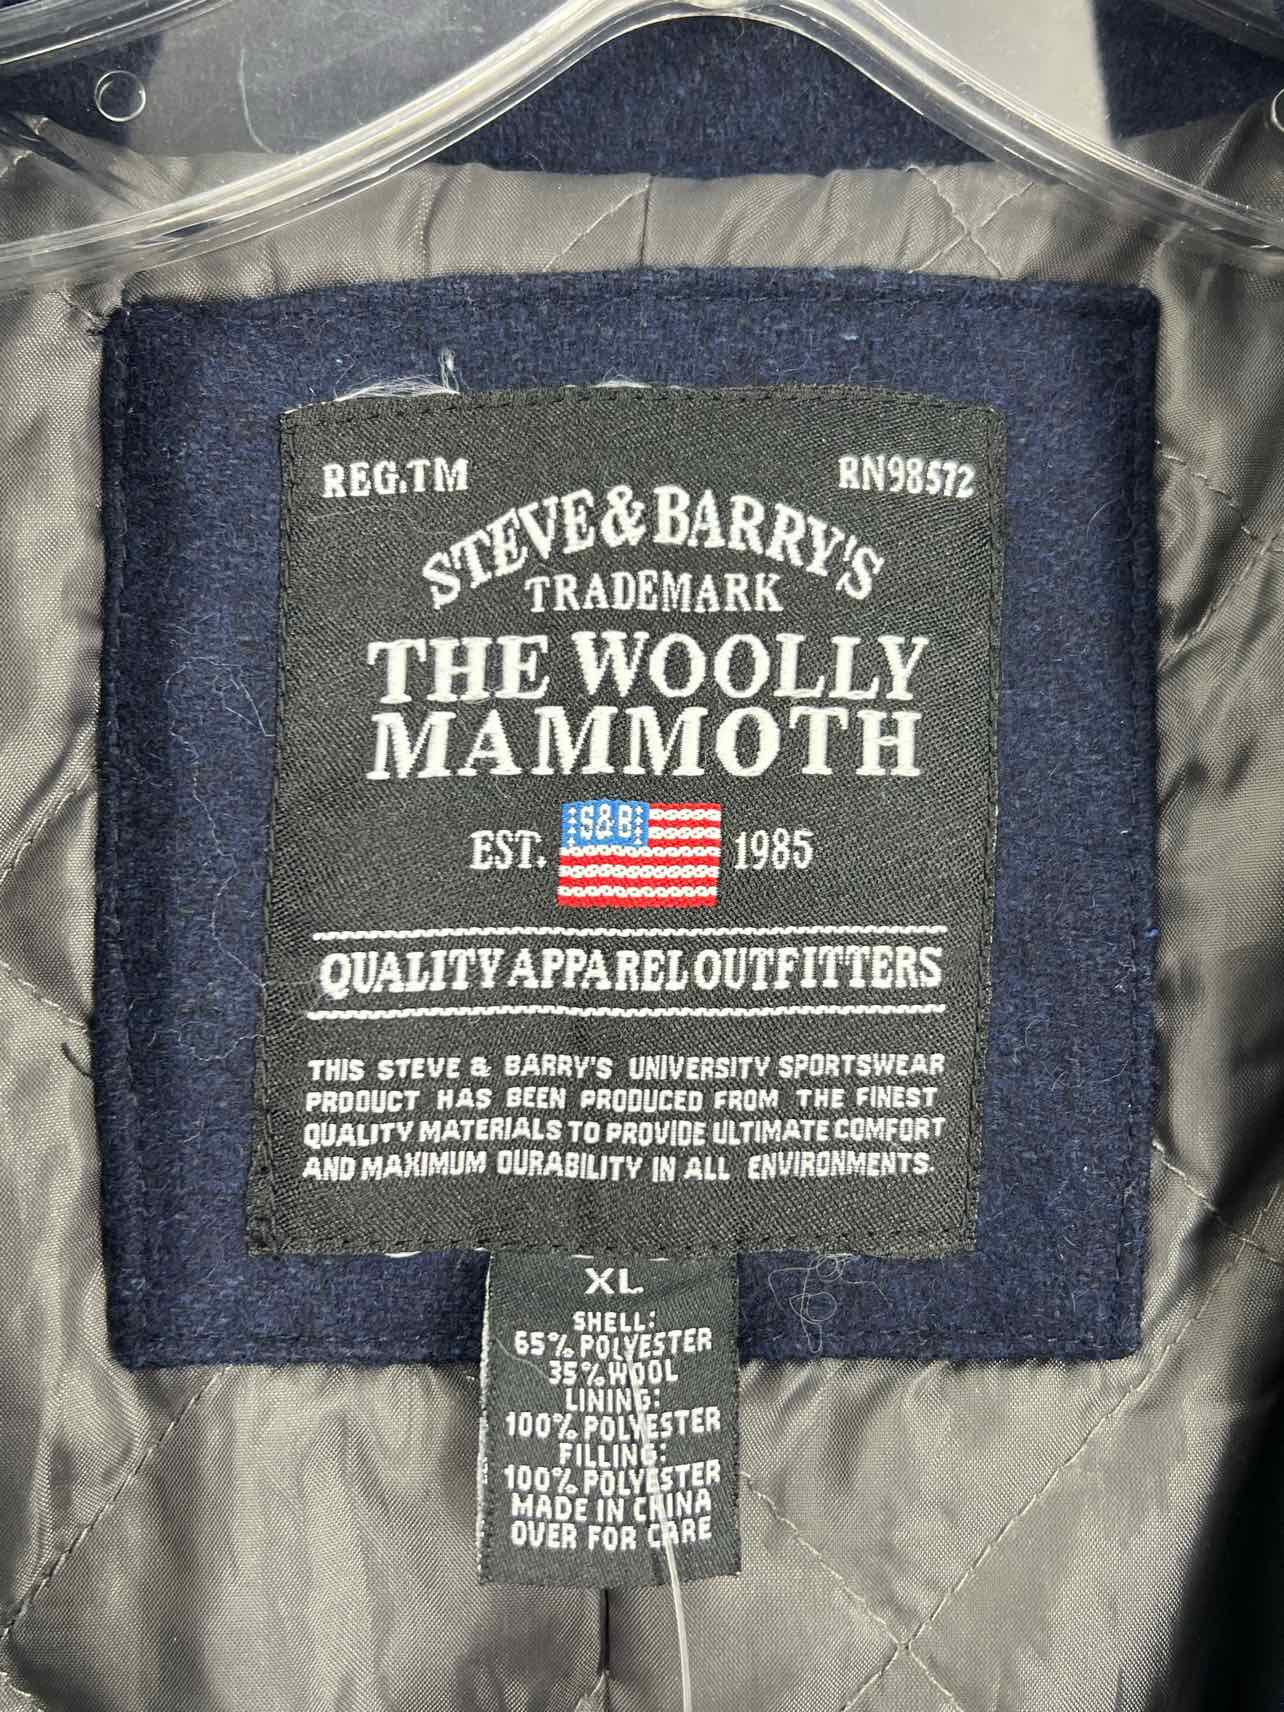 REG.TM RN98572
STEVE & BARRY'S
TRADEMARK
THE WOOLLY
MAMMOTH
EST. S&B 1985
QUALITY APPAREL OUTFITTERS
THIS STEVE & BARRY'S UNIVERSITY SPORTSWEAR
PRODUCT HAS BEEN PRODUCED FROM THE FINEST
QUALITY MATERIALS TO PROVIDE ULTIMATE COMFORT
AND MAXIMUM DURABILITY IN ALL ENVIRONMENTS.
XL
SHELL:
65% POLYESTER
35% WOOL
LINING:
100% POLYESTER
FILLING:
100% POLYESTER
MADE IN CHINA
OVER FOR CARE